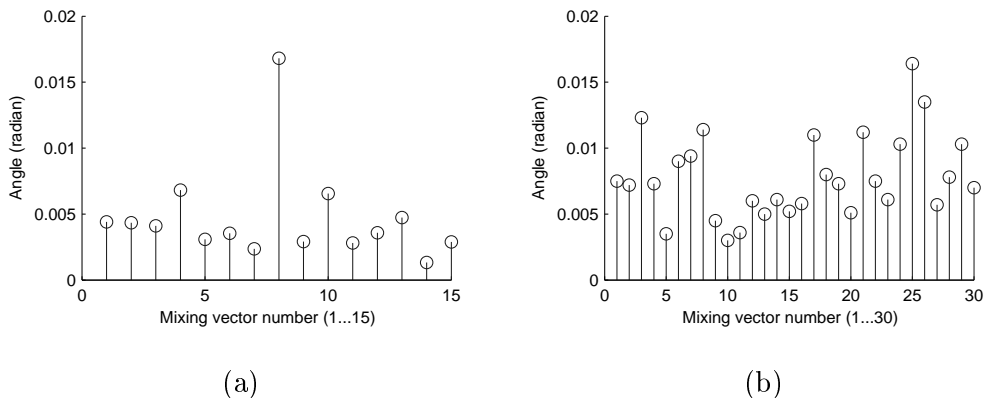 0.02
0.015
0.01
0.005
0
Angle (radian)
0 5 10 15
Mixing vector number (1...15)
(a)
0.02
0.015
0.01
0.005
0
Angle (radian)
0 5 10 15 20 25 30
Mixing vector number (1...30)
(b)